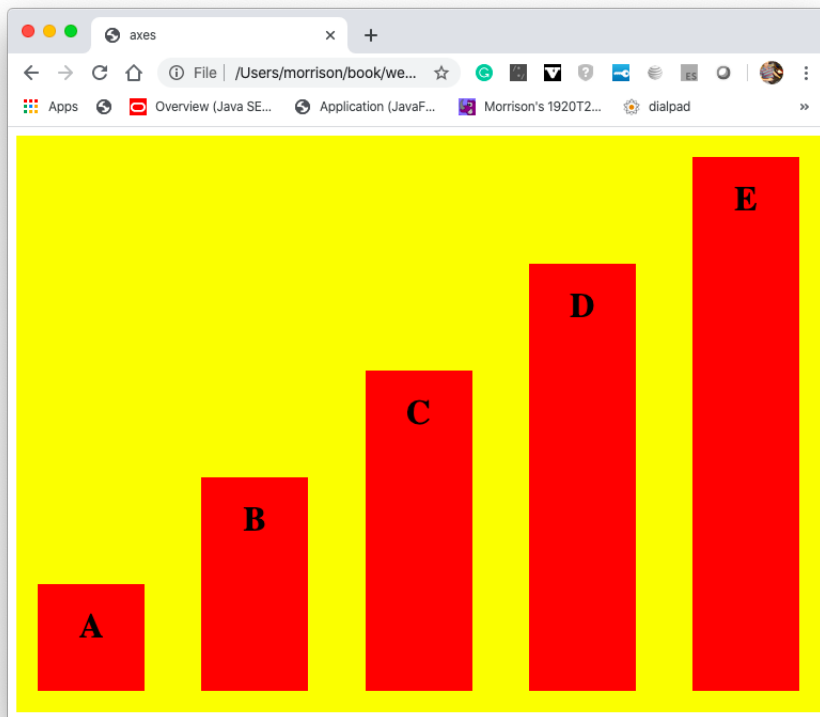 axes
File /Users/morrison/book/we...
Apps Overview (Java SE... Application (JavaF... Morrison's 1920T2... dialpad »
E
D
C
B
A